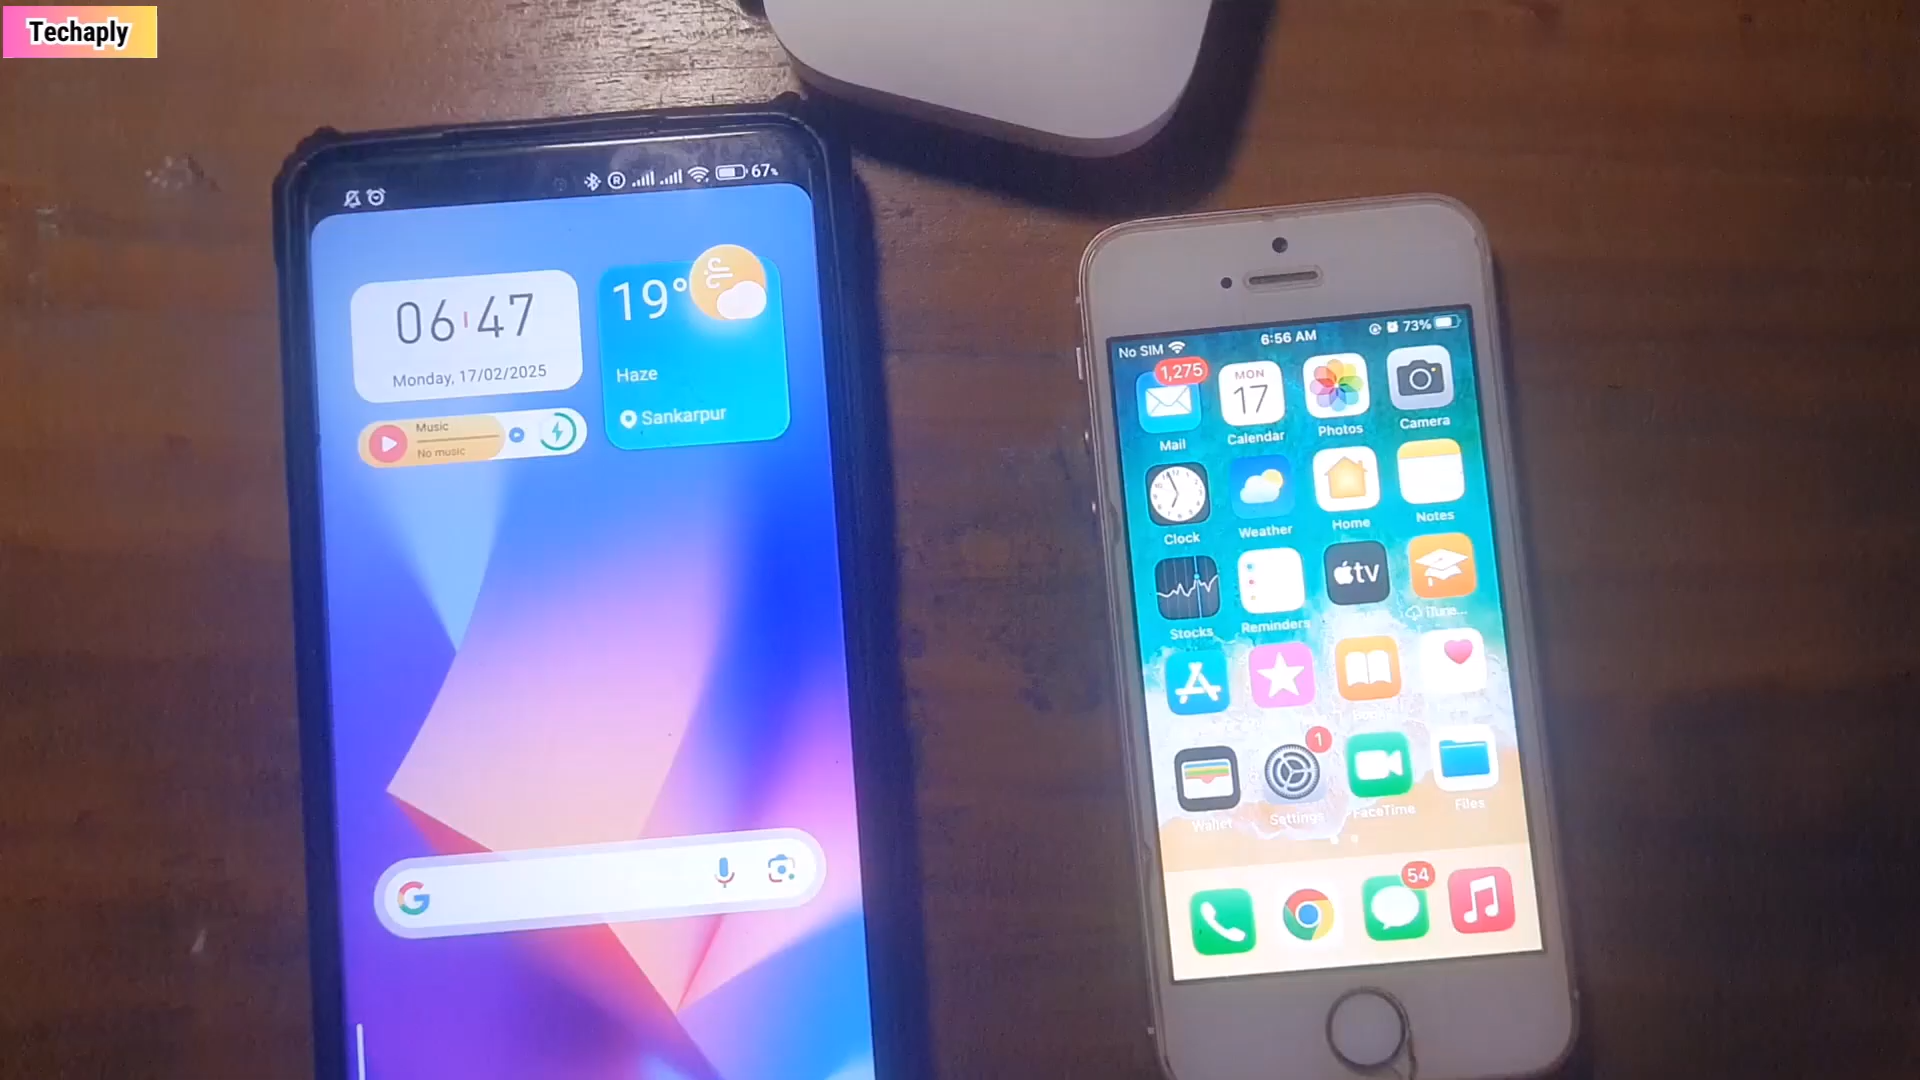 Techaply
67%
06:47
Monday, 17/02/2025
19°
Haze
Sankarpur
Music
No music
No SIM
6:56 AM
73%
1,275
MON
17
Mail
Calendar
Photos
Camera
Clock
Weather
Home
Notes
tv
Stocks
Reminders
iTune...
1
Wallet
Settings
FaceTime
Files
54